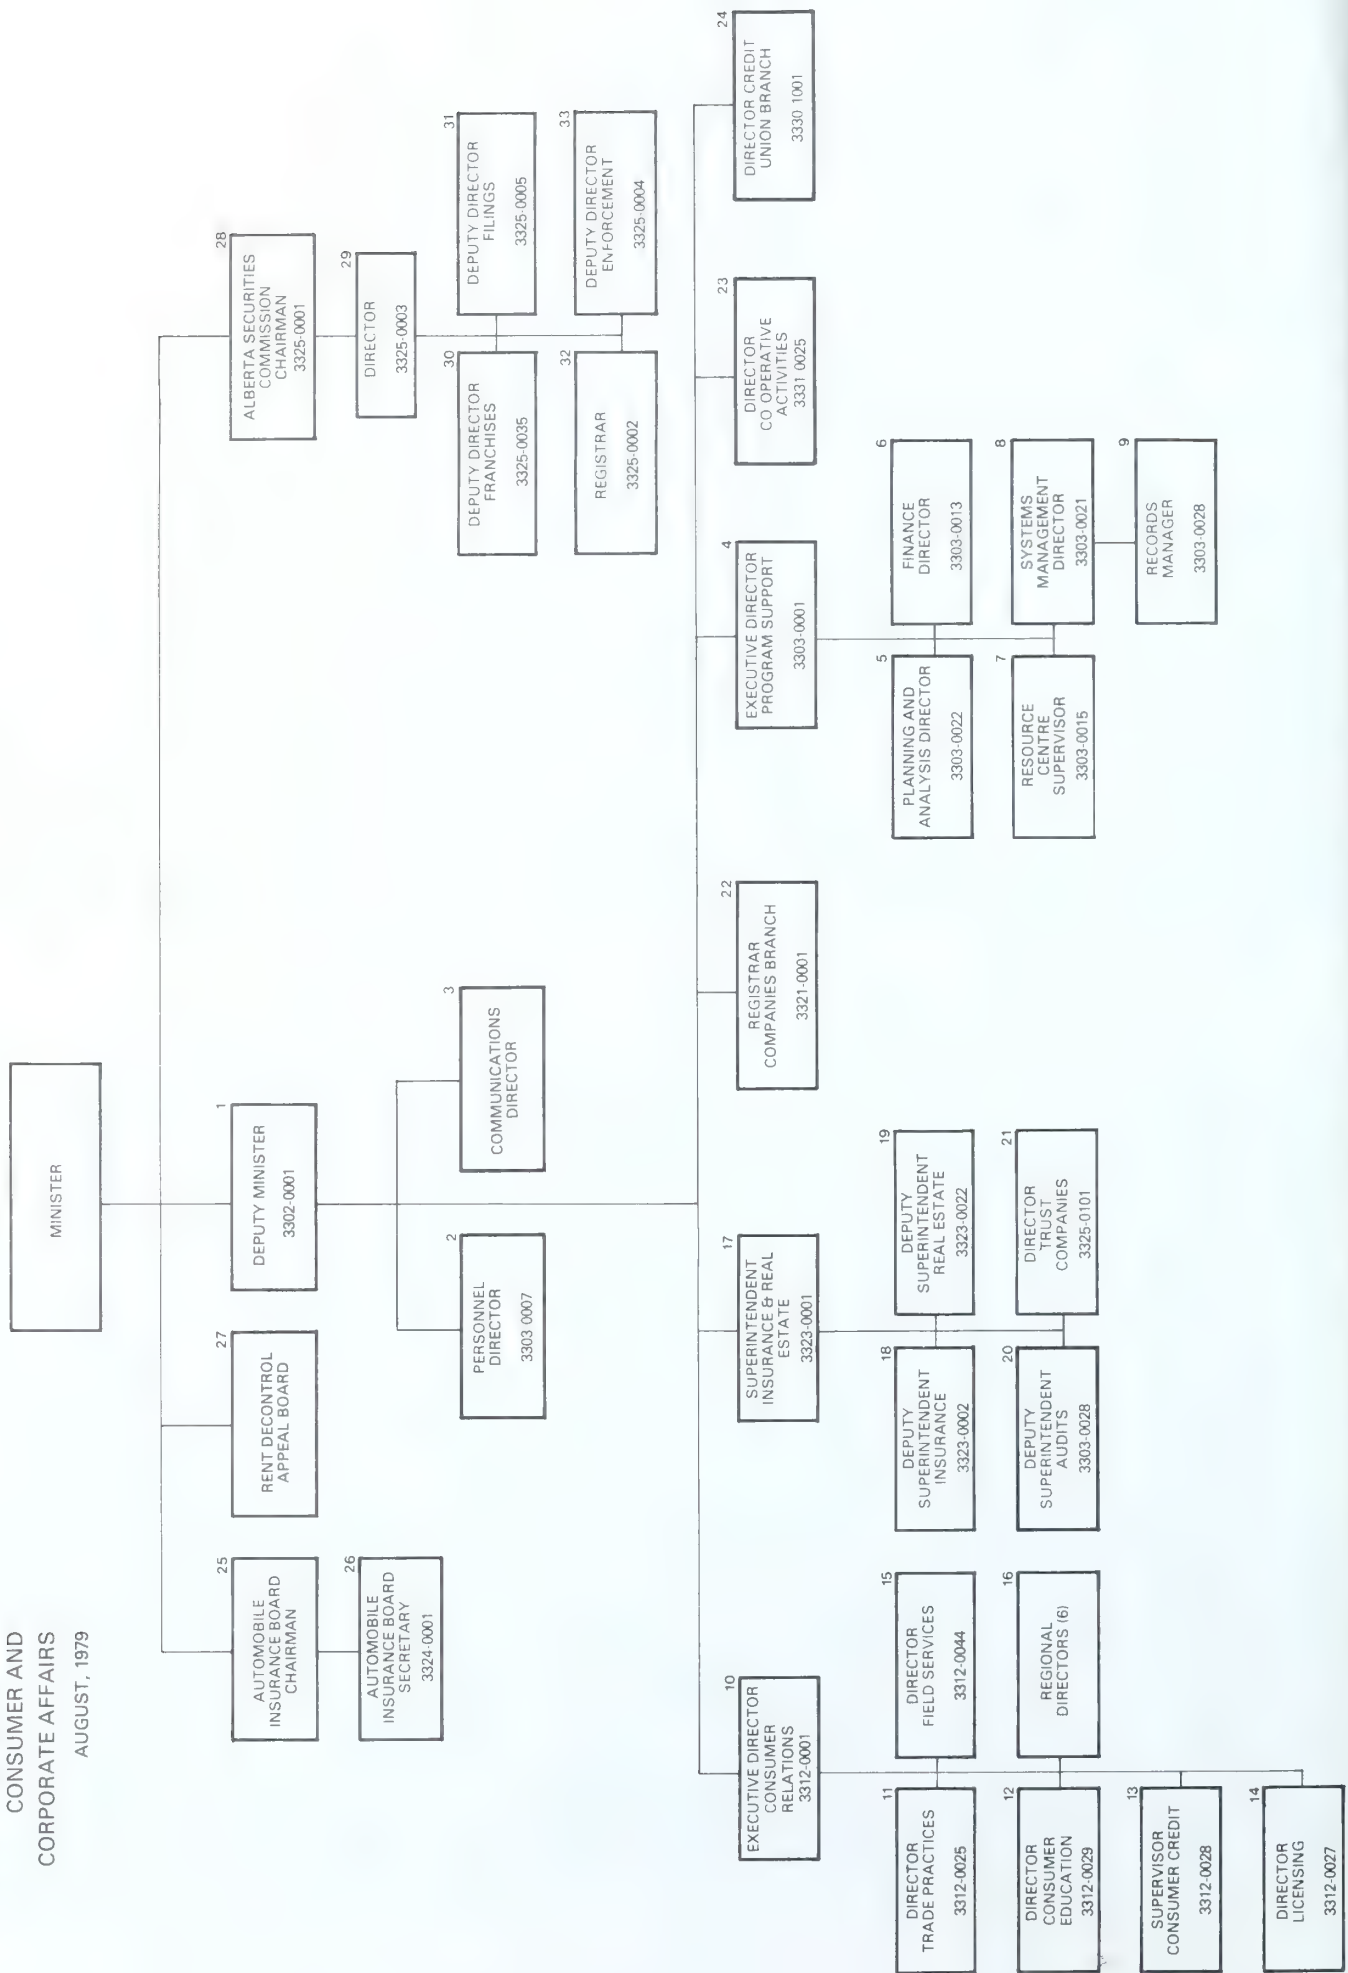 CONSUMER AND
CORPORATE AFFAIRS
AUGUST, 1979
MINISTER
25
AUTOMOBILE
INSURANCE BOARD
CHAIRMAN
26
AUTOMOBILE
INSURANCE BOARD
SECRETARY
3324-0001
27
RENT DECONTROL
APPEAL BOARD
1
DEPUTY MINISTER
3302-0001
28
ALBERTA SECURITIES
COMMISSION
CHAIRMAN
3325-0001
29
DIRECTOR
3325-0003
30
DEPUTY DIRECTOR
FRANCHISES
3325-0035
31
DEPUTY DIRECTOR
FILINGS
3325-0005
32
REGISTRAR
3325-0002
33
DEPUTY DIRECTOR
ENFORCEMENT
3325-0004
2
PERSONNEL
DIRECTOR
3303 0007
3
COMMUNICATIONS
DIRECTOR
10
EXECUTIVE DIRECTOR
CONSUMER
RELATIONS
3312-0001
11
DIRECTOR
TRADE PRACTICES
3312-0025
15
DIRECTOR
FIELD SERVICES
3312-0044
12
DIRECTOR
CONSUMER
EDUCATION
3312-0029
16
REGIONAL
DIRECTORS (6)
13
SUPERVISOR
CONSUMER CREDIT
3312-0028
14
DIRECTOR
LICENSING
3312-0027
17
SUPERINTENDENT
INSURANCE & REAL
ESTATE
3323-0001
18
DEPUTY
SUPERINTENDENT
INSURANCE
3323-0002
19
DEPUTY
SUPERINTENDENT
REAL ESTATE
3323-0022
20
DEPUTY
SUPERINTENDENT
AUDITS
3303-0028
21
DIRECTOR
TRUST
COMPANIES
3325-0101
22
REGISTRAR
COMPANIES BRANCH
3321-0001
4
EXECUTIVE DIRECTOR
PROGRAM SUPPORT
3303-0001
5
PLANNING AND
ANALYSIS DIRECTOR
3303-0022
6
FINANCE
DIRECTOR
3303-0013
7
RESOURCE
CENTRE
SUPERVISOR
3303-0015
8
SYSTEMS
MANAGEMENT
DIRECTOR
3303-0021
9
RECORDS
MANAGER
3303-0028
23
DIRECTOR
CO OPERATIVE
ACTIVITIES
3331 0025
24
DIRECTOR CREDIT
UNION BRANCH
3330 1001